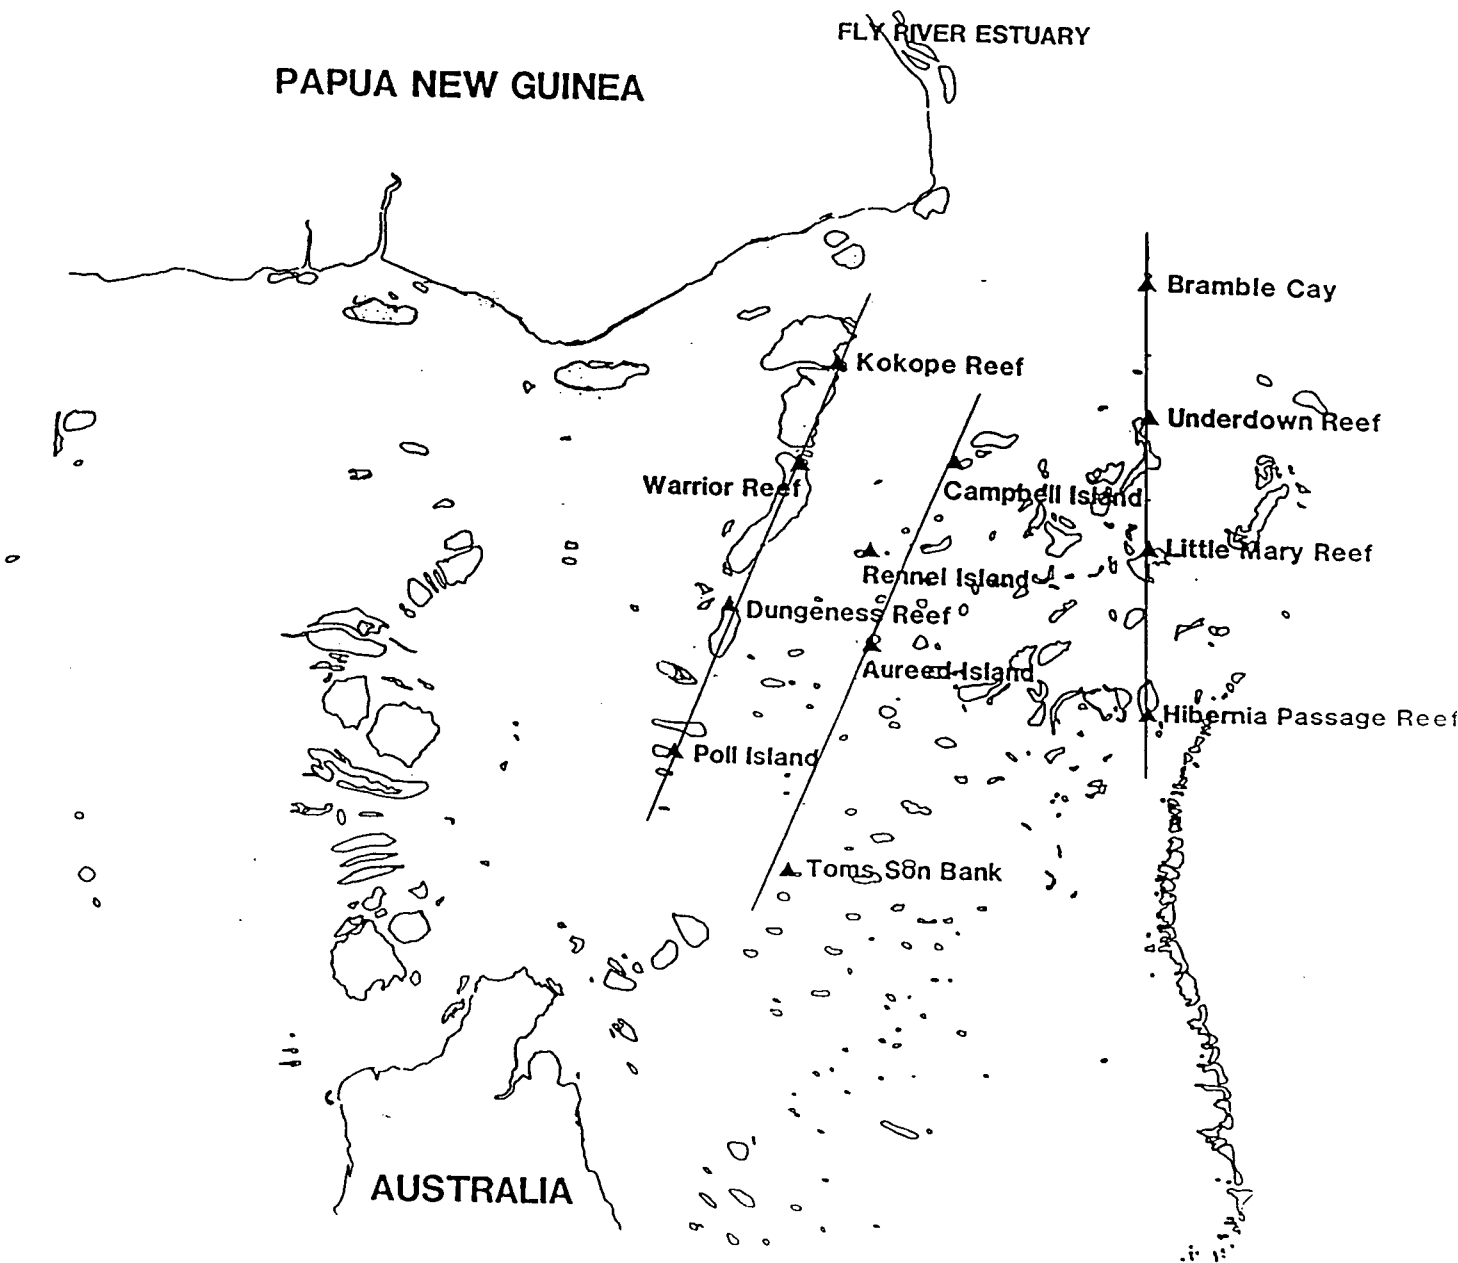 FLY RIVER ESTUARY
PAPUA NEW GUINEA
Bramble Cay
Kokope Reef
Underdown Reef
Warrior Reef
Campbell Island
Little Mary Reef
Rennel Island
Dungeness Reef
Aureed Island
Hibernia Passage Reef
Poll Island
Toms Son Bank
AUSTRALIA